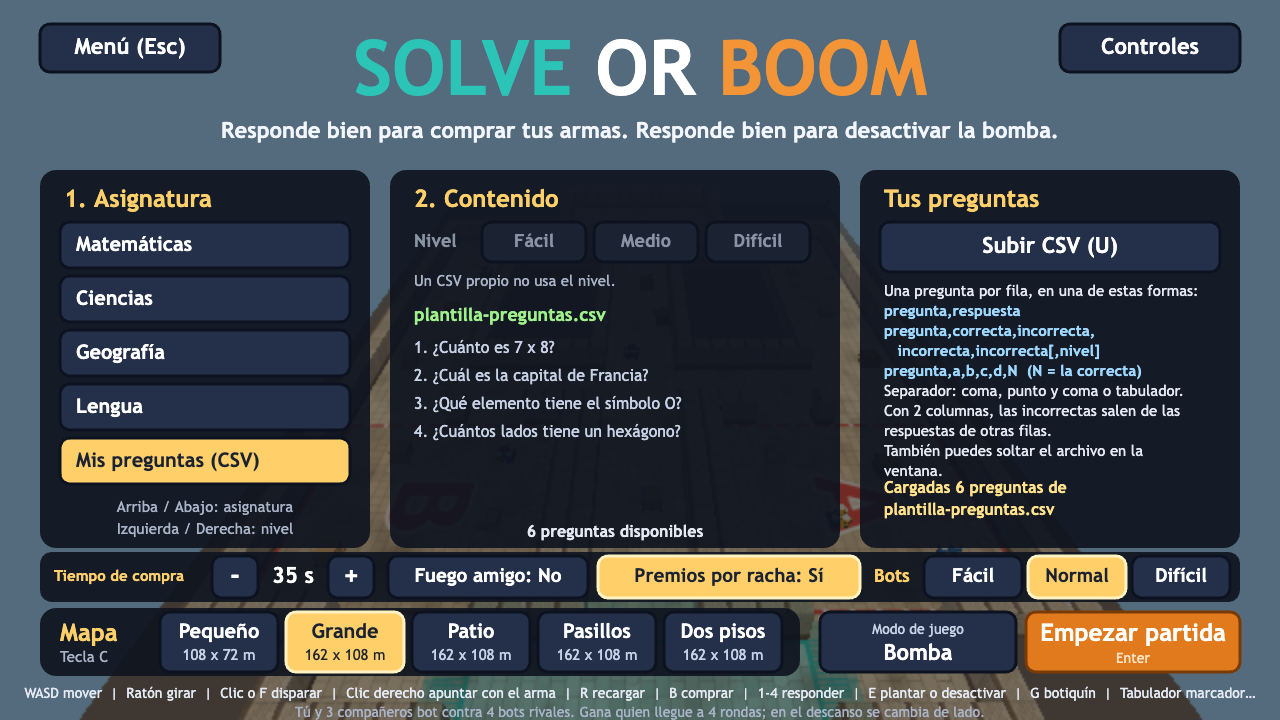 Menú (Esc)
SOLVE OR BOOM
Controles
Responde bien para comprar tus armas. Responde bien para desactivar la bomba.
1. Asignatura
Matemáticas
Ciencias
Geografía
Lengua
Mis preguntas (CSV)
Arriba / Abajo: asignatura
Izquierda / Derecha: nivel
2. Contenido
Nivel
Fácil
Medio
Difícil
Un CSV propio no usa el nivel.
plantilla-preguntas.csv
1. ¿Cuánto es 7 x 8?
2. ¿Cuál es la capital de Francia?
3. ¿Qué elemento tiene el símbolo O?
4. ¿Cuántos lados tiene un hexágono?
6 preguntas disponibles
Tus preguntas
Subir CSV (U)
Una pregunta por fila, en una de estas formas:
pregunta,respuesta
pregunta,correcta,incorrecta,
incorrecta,incorrecta[,nivel]
pregunta,a,b,c,d,N (N = la correcta)
Separador: coma, punto y coma o tabulador.
Con 2 columnas, las incorrectas salen de las
respuestas de otras filas.
También puedes soltar el archivo en la
ventana.
Cargadas 6 preguntas de
plantilla-preguntas.csv
Tiempo de compra
-
35 s
+
Fuego amigo: No
Premios por racha: Sí
Bots
Fácil
Normal
Difícil
Mapa
Tecla C
Pequeño
108 x 72 m
Grande
162 x 108 m
Patio
162 x 108 m
Pasillos
162 x 108 m
Dos pisos
162 x 108 m
Modo de juego
Bomba
Empezar partida
Enter
WASD mover | Ratón girar | Clic o F disparar | Clic derecho apuntar con el arma | R recargar | B comprar | 1-4 responder | E plantar o desactivar | G botiquín | Tabulador marcador…
Tú y 3 compañeros bot contra 4 bots rivales. Gana quien llegue a 4 rondas; en el descanso se cambia de lado.